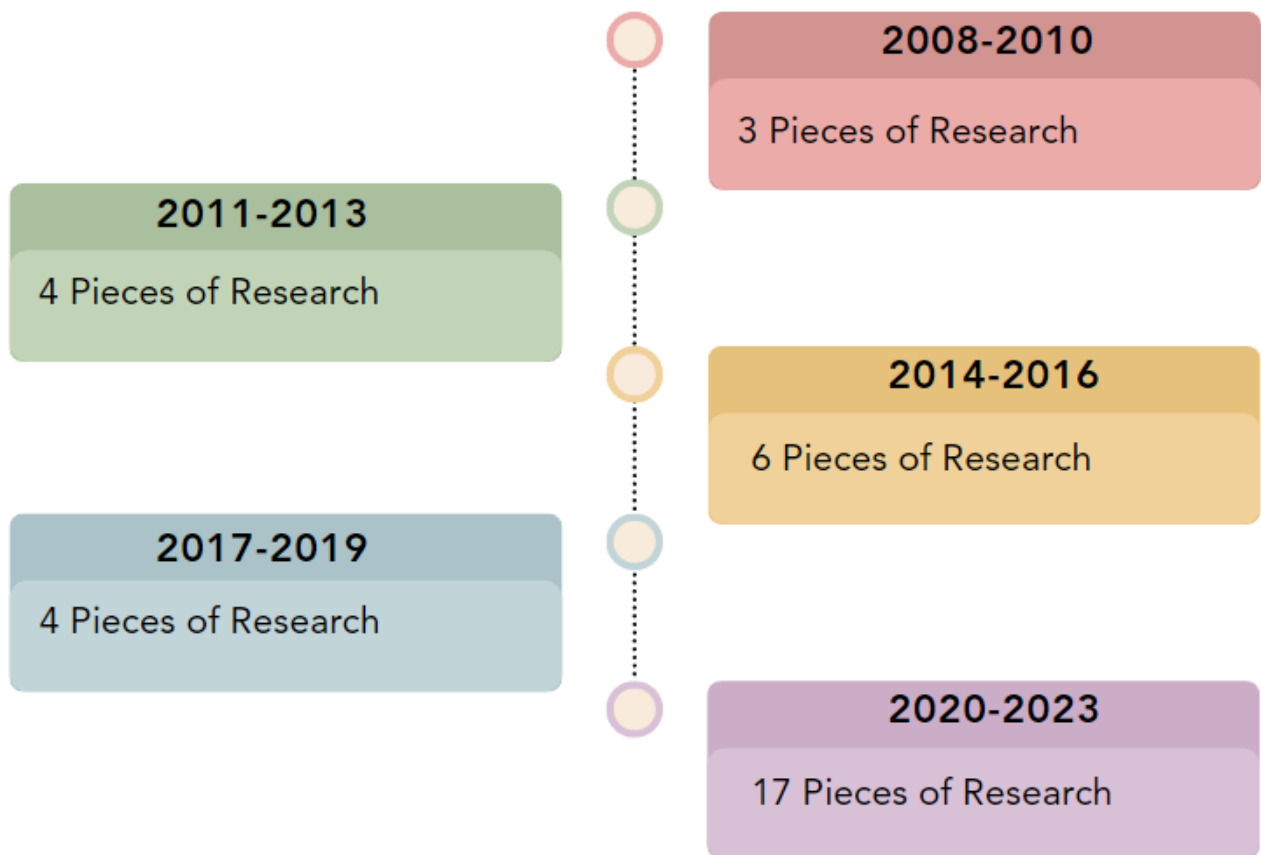 2008-2010
3 Pieces of Research
2011-2013
4 Pieces of Research
2014-2016
6 Pieces of Research
2017-2019
4 Pieces of Research
2020-2023
17 Pieces of Research